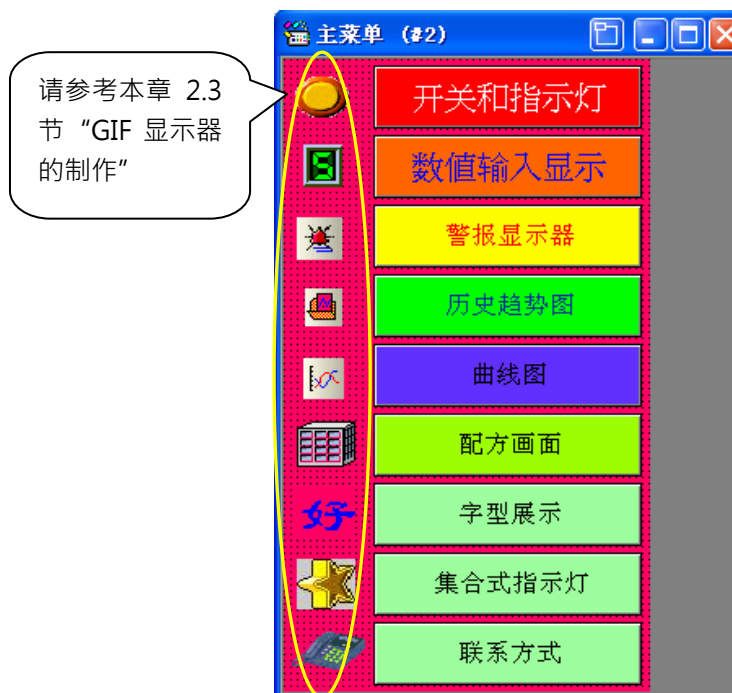 主菜单 (#2)
请参考本章 2.3
节“GIF 显示器
的制作”
开关和指示灯
数值输入显示
警报显示器
历史趋势图
曲线图
配方画面
好
字型展示
集合式指示灯
联系方式